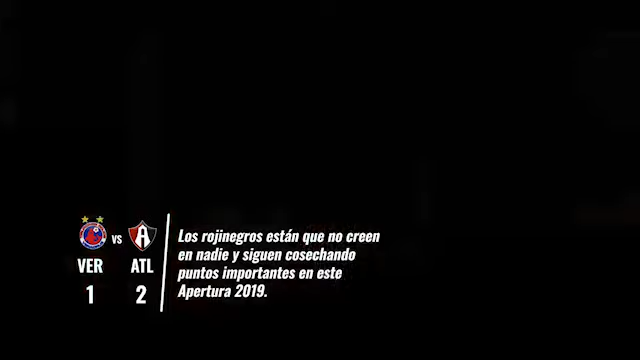 VS
VER ATL
1 2
Los rojinegros están que no creen
en nadie y siguen cosechando
puntos importantes en este
Apertura 2019.